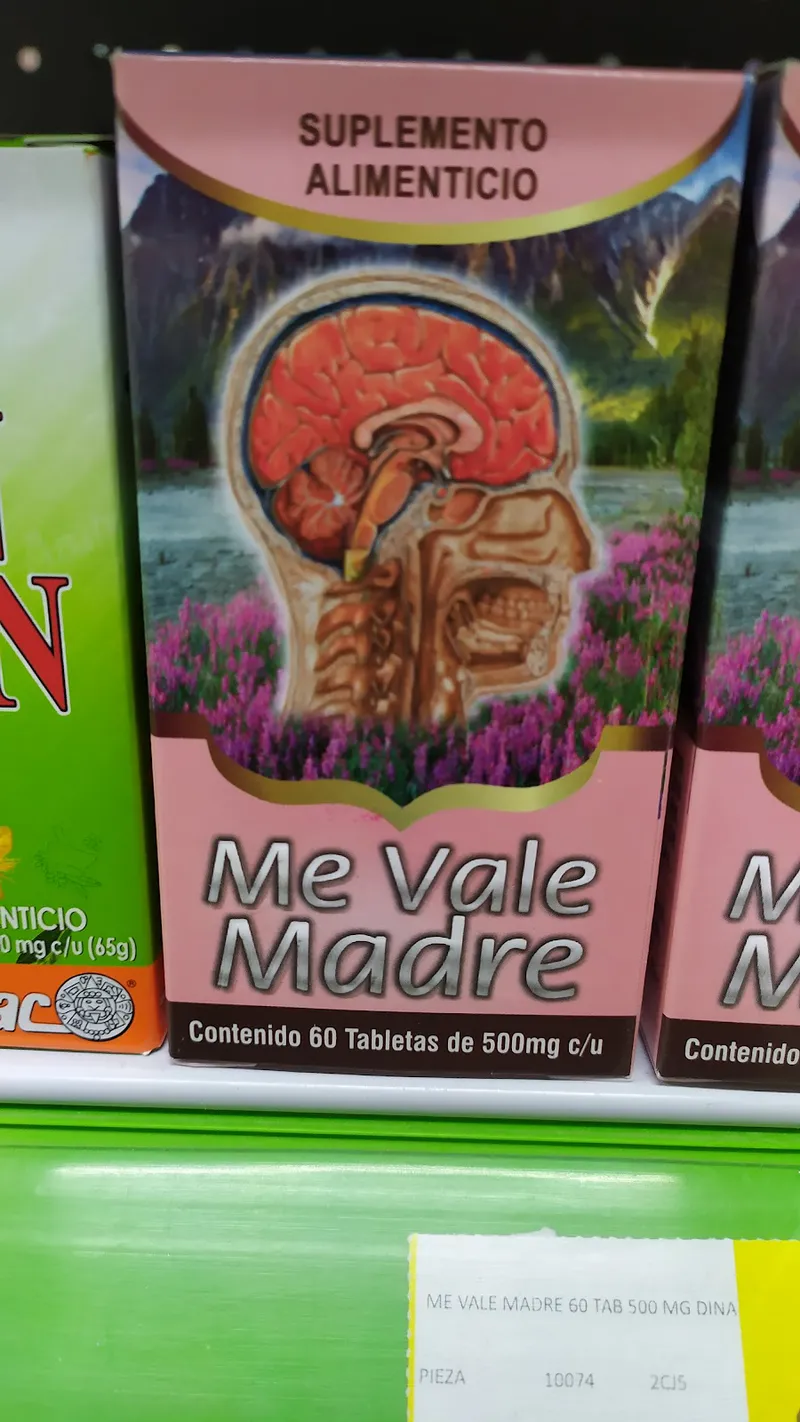 SUPLEMENTO
ALIMENTICIO
Me Vale
Madre
Contenido 60 Tabletas de 500mg c/u
N
NTICIO
0 mg c/u (65g)
ac
®
M
M
Contenido
ME VALE MADRE 60 TAB 500 MG DINA
PIEZA 10074 2CJ5